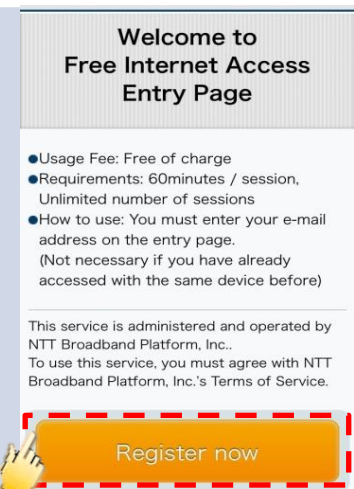 Welcome to
Free Internet Access
Entry Page
●Usage Fee: Free of charge
●Requirements: 60minutes / session,
Unlimited number of sessions
●How to use: You must enter your e-mail
address on the entry page.
(Not necessary if you have already
accessed with the same device before)
This service is administered and operated by
NTT Broadband Platform, Inc..
To use this service, you must agree with NTT
Broadband Platform, Inc.'s Terms of Service.
Register now